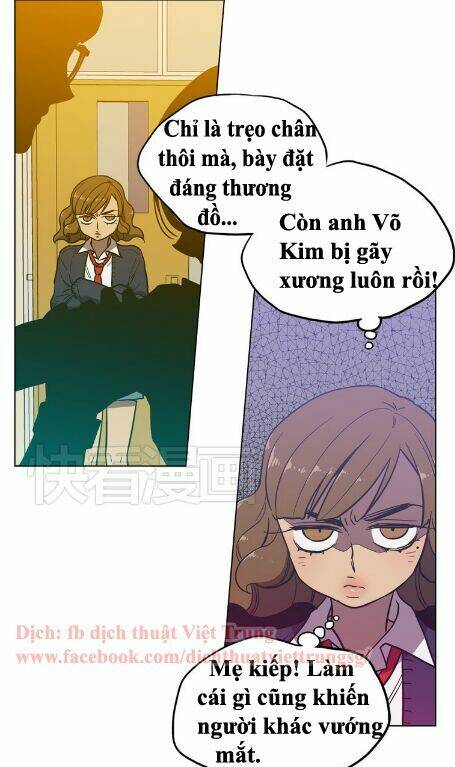 Chỉ là trẹo chân
thôi mà, bày đặt
đáng thương
đồ...
Còn anh Võ
Kim bị gãy
xương luôn rồi!
快看漫画
Dịch: fb dịch thuật Việt Trung
www.facebook.com/dichthuatviettrungsg/
Mẹ kiếp! Làm
cái gì cũng khiến
người khác vướng
mắt.